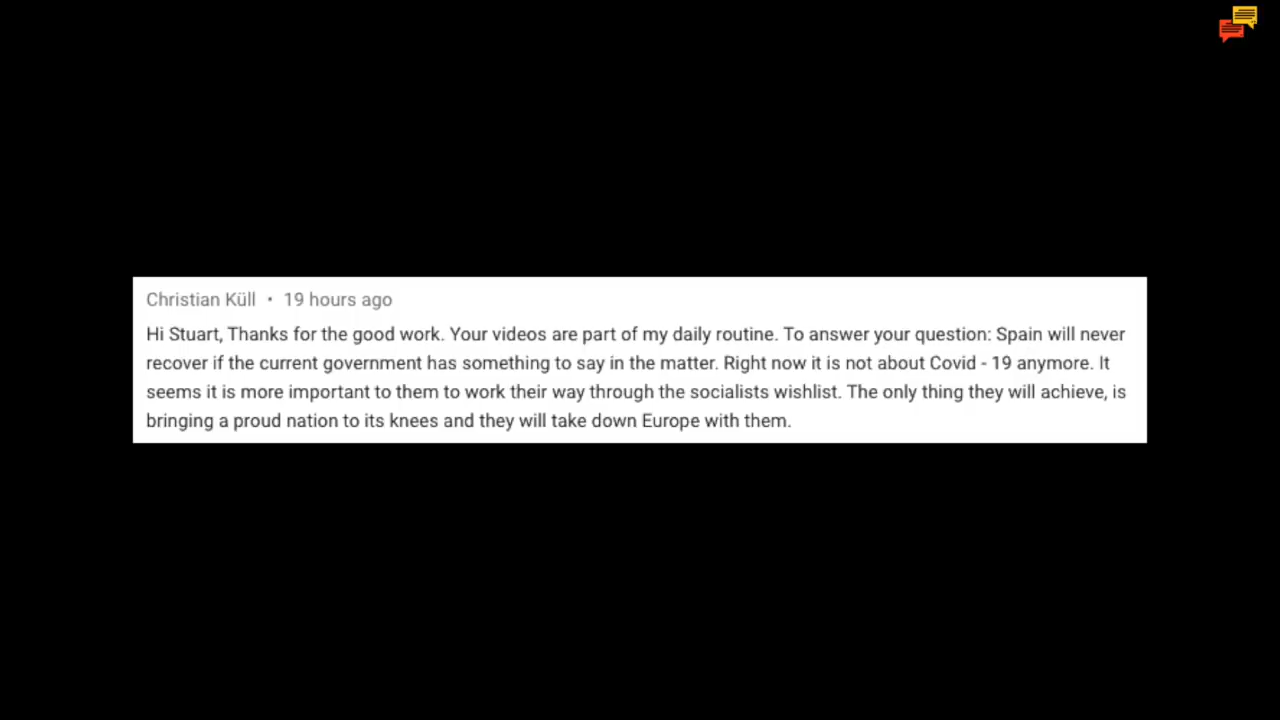 Christian Küll • 19 hours ago
Hi Stuart, Thanks for the good work. Your videos are part of my daily routine. To answer your question: Spain will never
recover if the current government has something to say in the matter. Right now it is not about Covid - 19 anymore. It
seems it is more important to them to work their way through the socialists wishlist. The only thing they will achieve, is
bringing a proud nation to its knees and they will take down Europe with them.